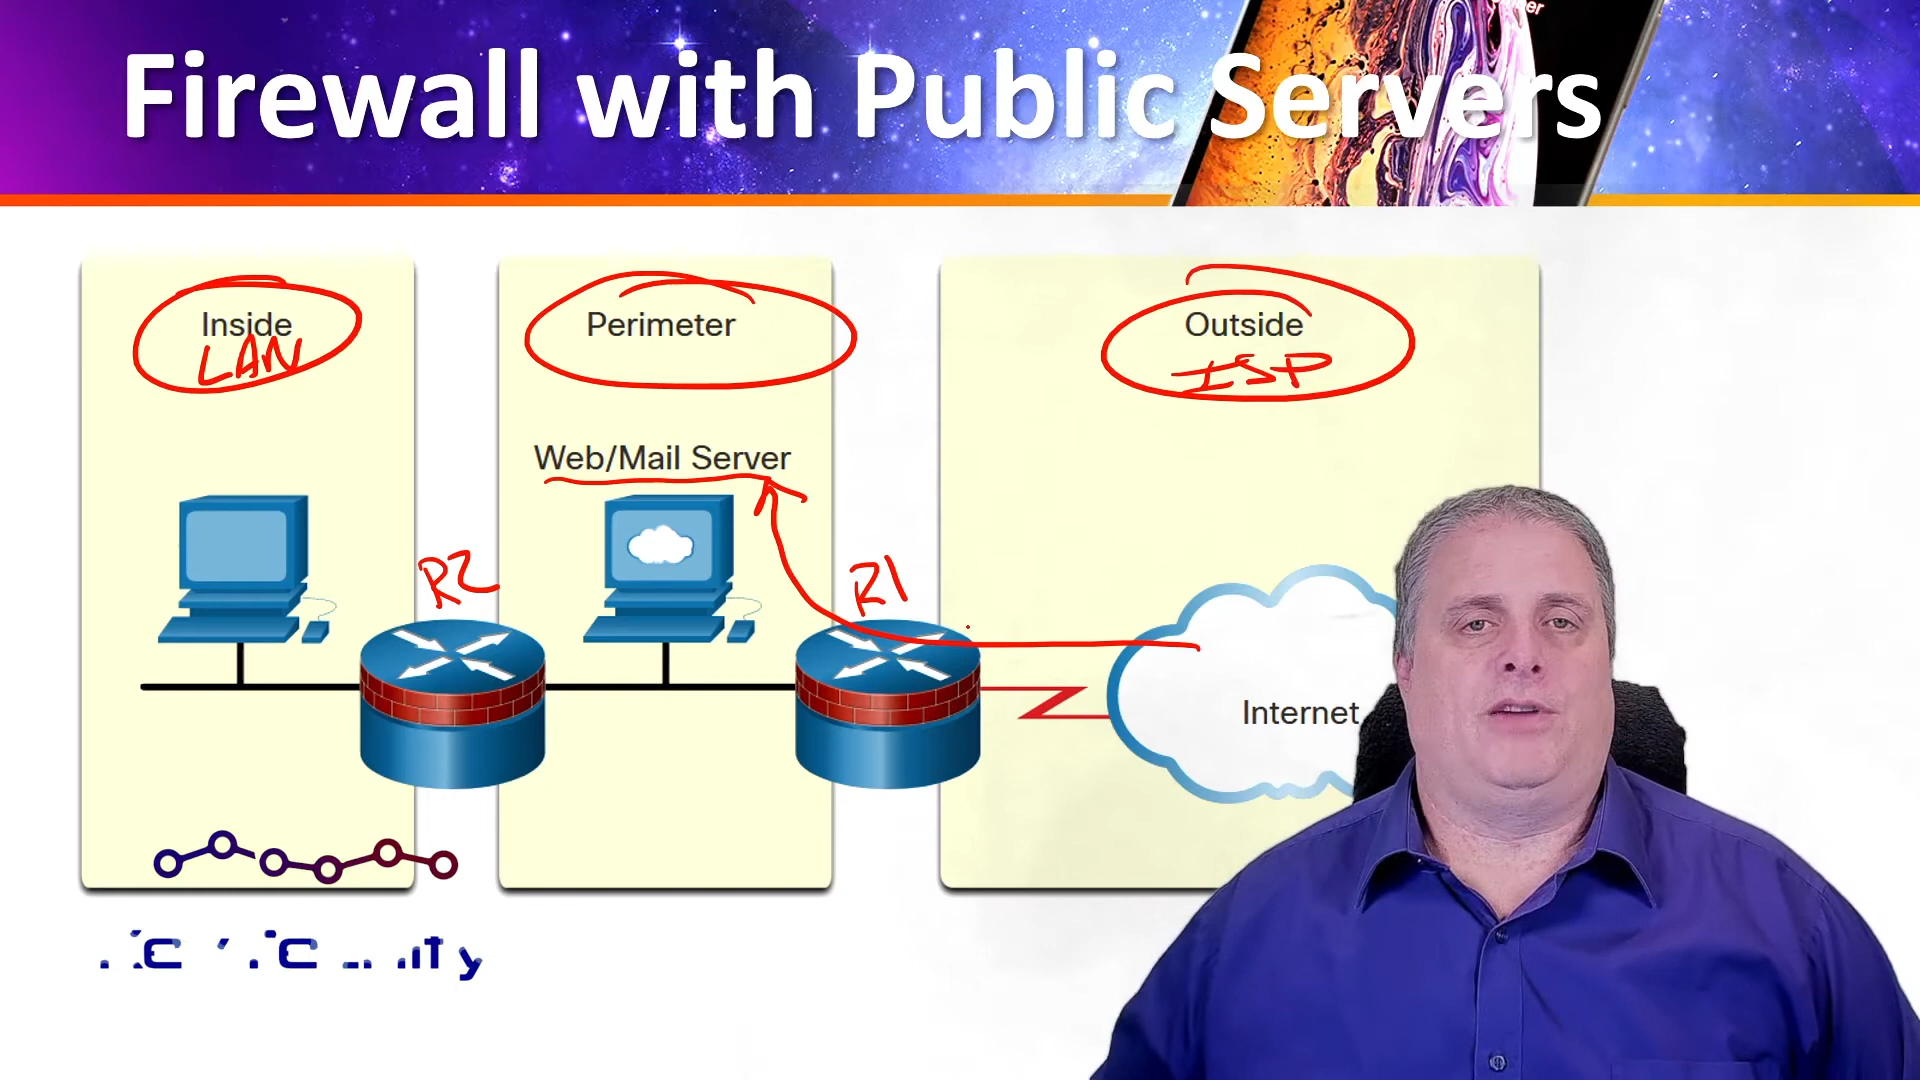 Firewall with Public Servers
Inside
LAN
Perimeter
Outside
ISP
Web/Mail Server
R2
R1
Internet